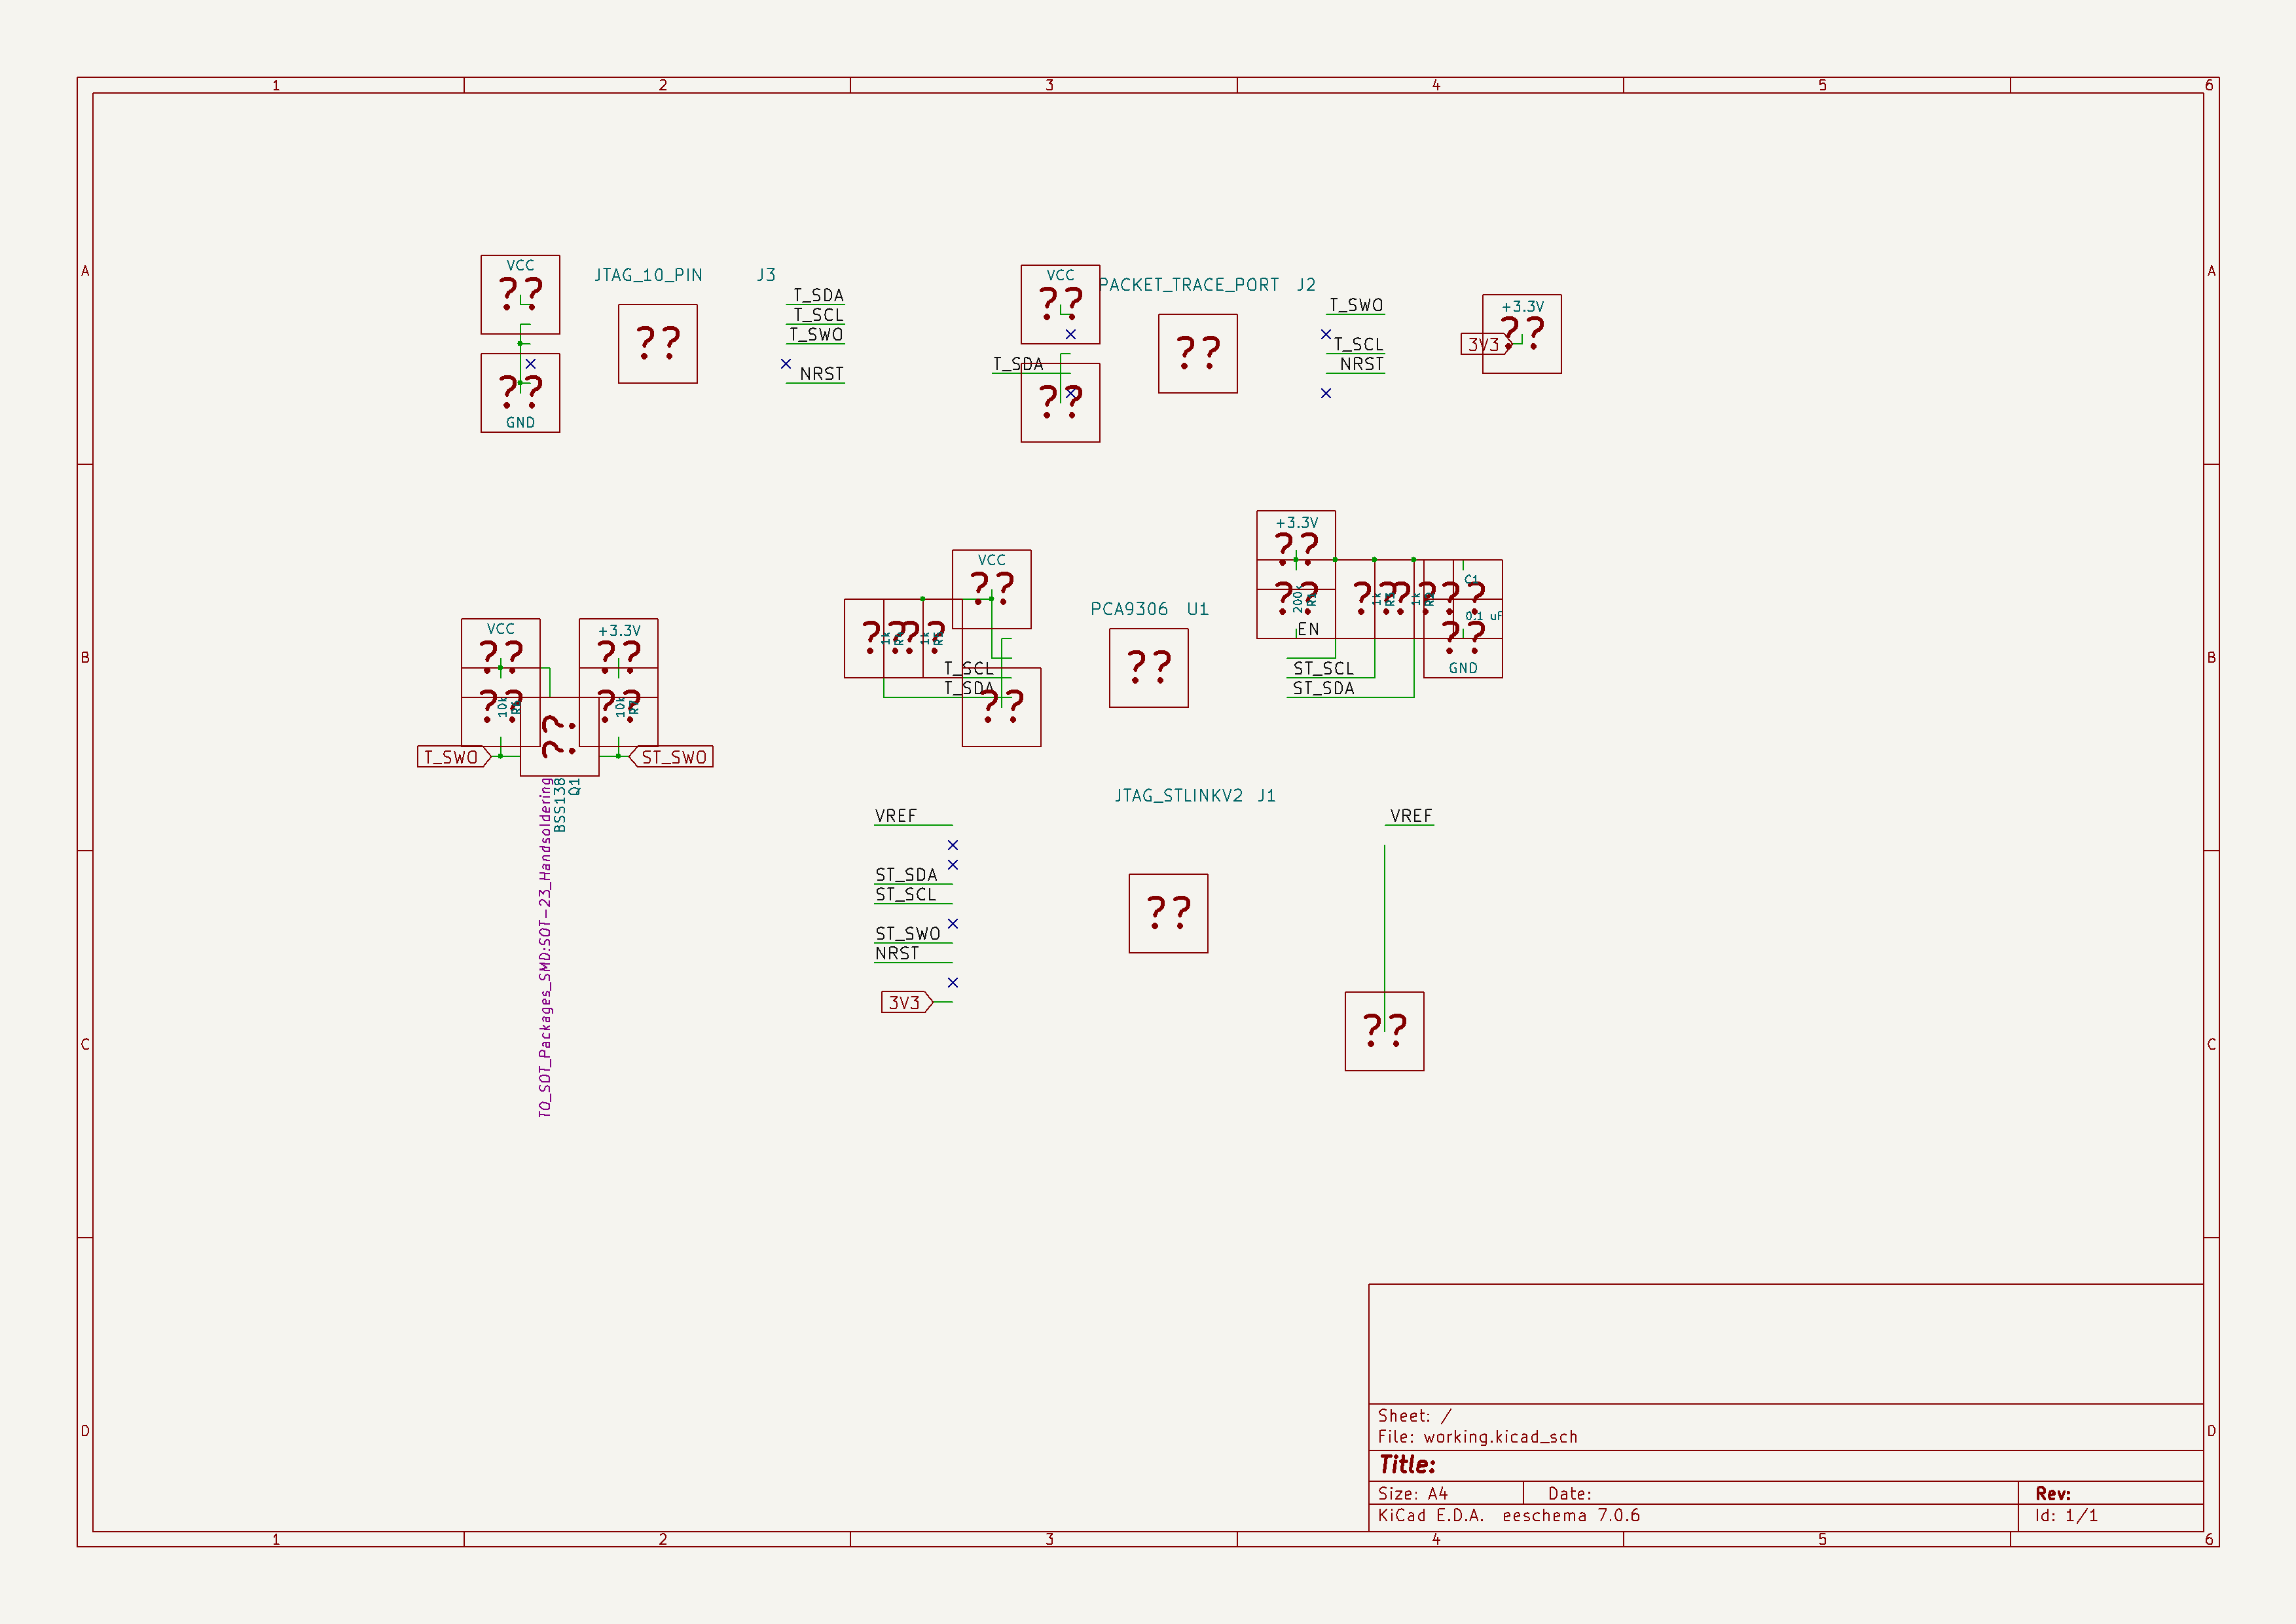 1 2 3 4 5 6
A A
VCC
??
JTAG_10_PIN J3
??
T_SDA
T_SCL
T_SWO
NRST
??
GND
VCC
??
PACKET_TRACE_PORT J2
??
T_SDA
??
T_SWO
T_SCL
NRST
+3.3V
??
3V3
B B
VCC
??
??
10k
+3.3V
??
??
10k
??
T_SWO
ST_SWO
Q1
BSS138
TO_SOT_Packages_SMD:SOT-23_Handsoldering
VCC
??
??
1k
??
1k
T_SCL
T_SDA
??
PCA9306 U1
??
+3.3V
??
??
200k
EN
??
1k
??
1k
??
C1
0.1 uF
??
GND
ST_SCL
ST_SDA
JTAG_STLINKV2 J1
VREF
ST_SDA
ST_SCL
ST_SWO
NRST
3V3
??
VREF
??
C C
D D
Sheet: /
File: working.kicad_sch
Title:
Size: A4 Date: Rev:
KiCad E.D.A. eeschema 7.0.6 Id: 1/1
1 2 3 4 5 6